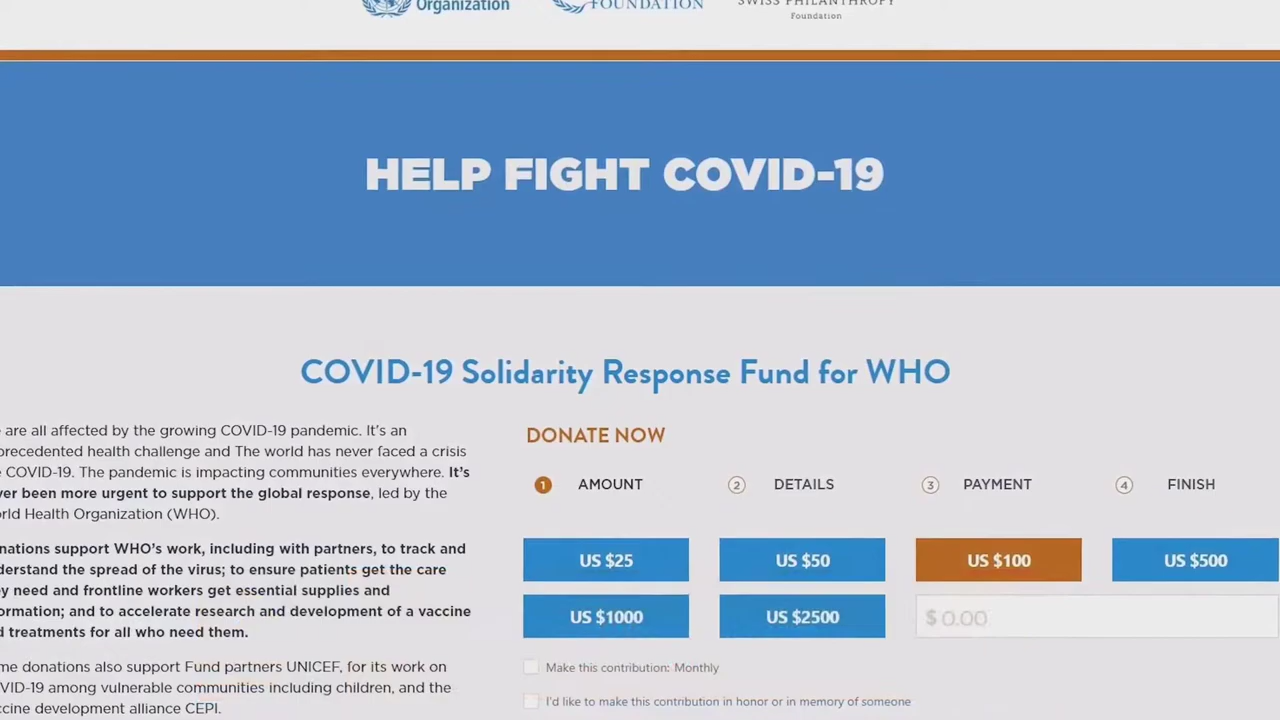 Organization
FOUNDATION
SWISS PHILANTHROPY
Foundation
HELP FIGHT COVID-19
COVID-19 Solidarity Response Fund for WHO
are all affected by the growing COVID-19 pandemic. It's an
precedented health challenge and The world has never faced a crisis
COVID-19. The pandemic is impacting communities everywhere. It's
ver been more urgent to support the global response, led by the
rld Health Organization (WHO).
nations support WHO's work, including with partners, to track and
derstand the spread of the virus; to ensure patients get the care
y need and frontline workers get essential supplies and
ormation; and to accelerate research and development of a vaccine
d treatments for all who need them.
me donations also support Fund partners UNICEF, for its work on
VID-19 among vulnerable communities including children, and the
ccine development alliance CEPI.
DONATE NOW
1 AMOUNT
2 DETAILS
3 PAYMENT
4 FINISH
US $25
US $50
US $100
US $500
US $1000
US $2500
$ 0.00
Make this contribution: Monthly
I'd like to make this contribution in honor or in memory of someone